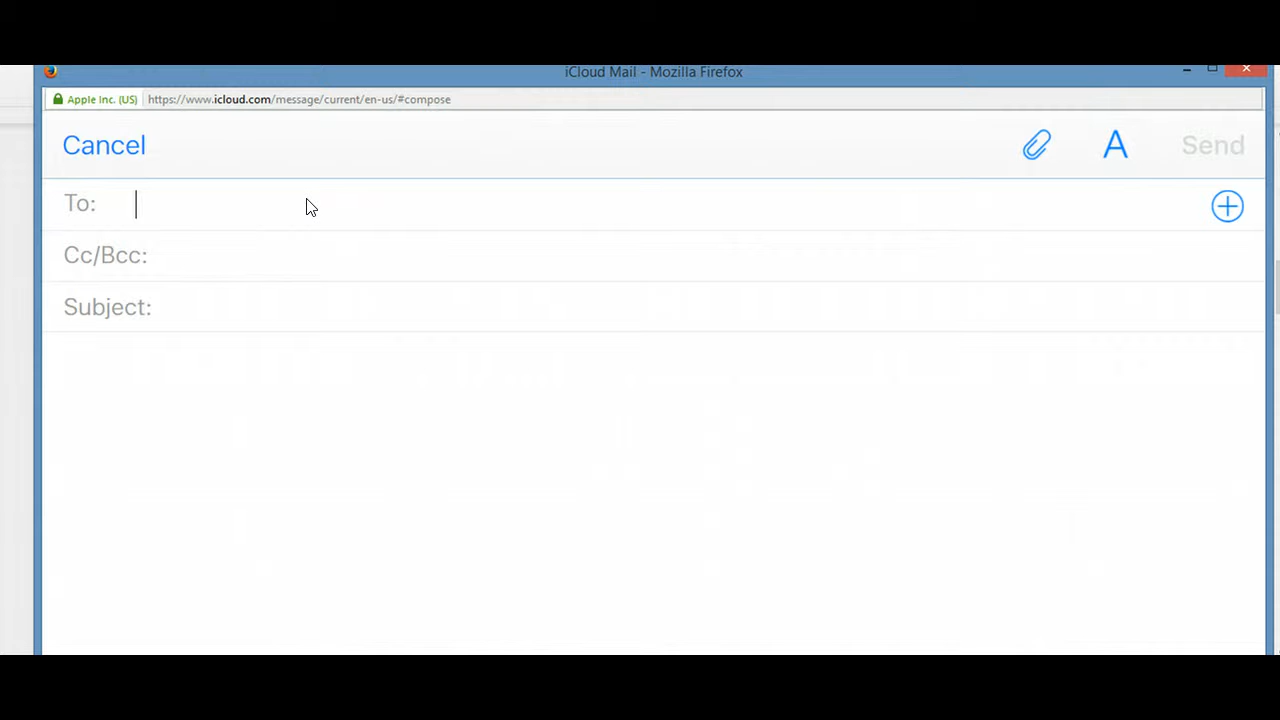 iCloud Mail - Mozilla Firefox
Apple Inc. (US) https://www.icloud.com/message/current/en-us/#compose
Cancel A Send
To:
Cc/Bcc:
Subject: